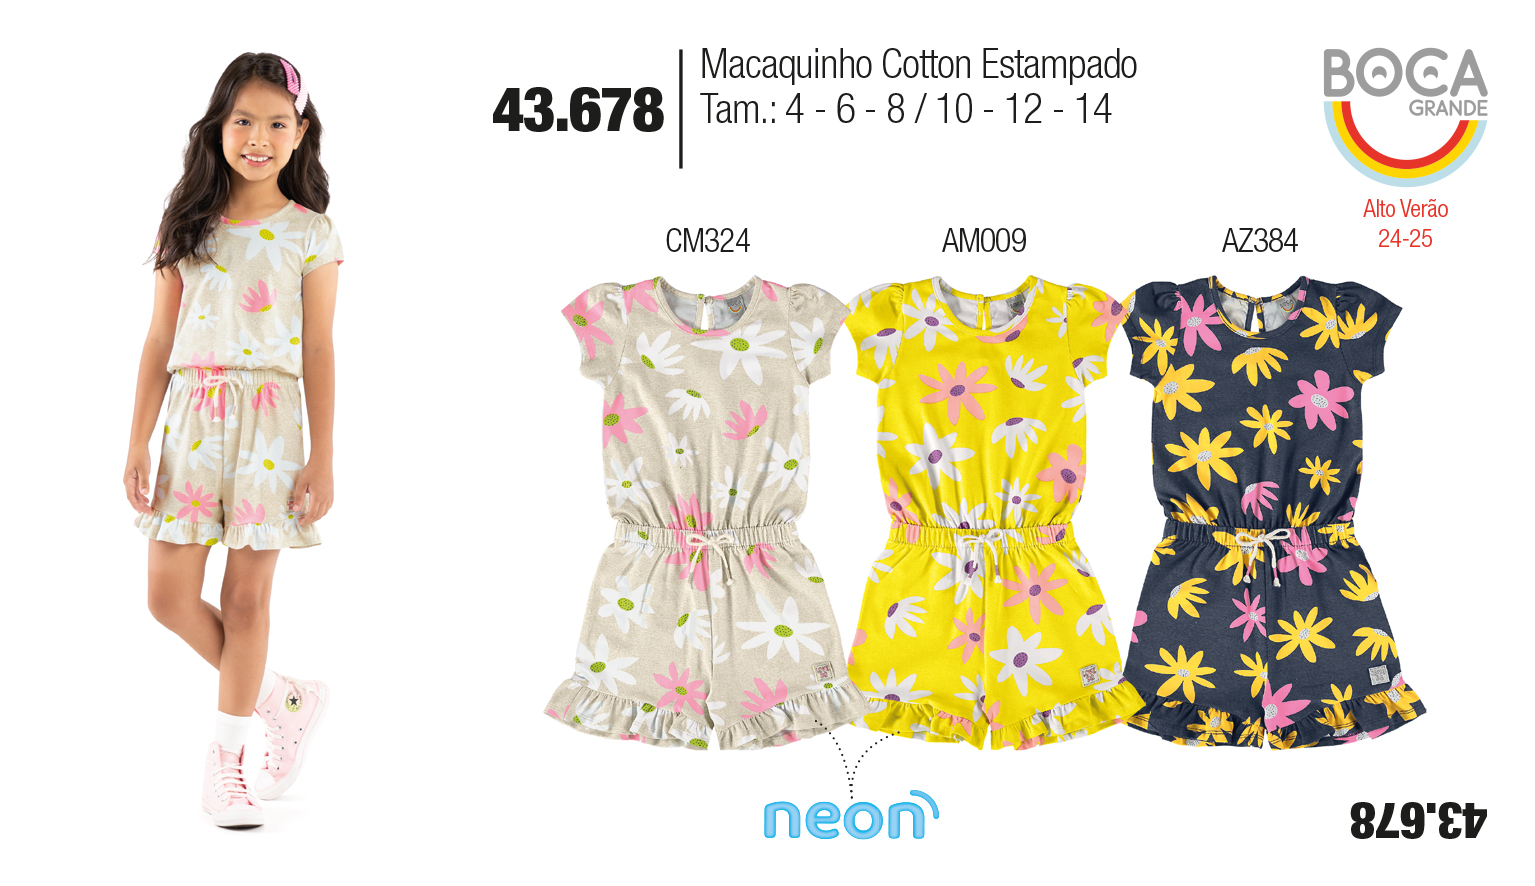 43.678
Macaquinho Cotton Estampado
Tam.: 4 - 6 - 8 / 10 - 12 - 14
BOCA
GRANDE
Alto Verão
24-25
CM324
AM009
AZ384
neon
43.678